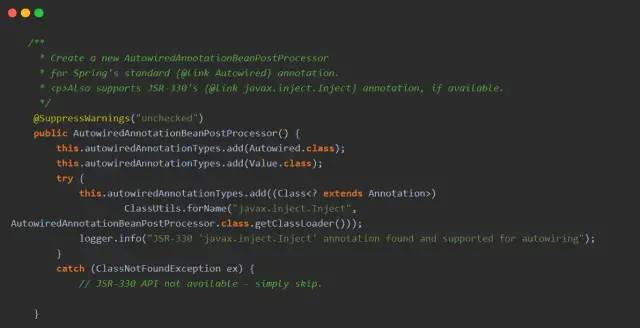 /**
* Create a new AutowiredAnnotationBeanPostProcessor
* for Spring's standard {@link Autowired} annotation.
* <p>Also supports JSR-330's {@link javax.inject.Inject} annotation, if available.
*/
@SuppressWarnings("unchecked")
public AutowiredAnnotationBeanPostProcessor() {
this.autowiredAnnotationTypes.add(Autowired.class);
this.autowiredAnnotationTypes.add(Value.class);
try {
this.autowiredAnnotationTypes.add((Class<? extends Annotation>)
ClassUtils.forName("javax.inject.Inject",
AutowiredAnnotationBeanPostProcessor.class.getClassLoader()));
logger.info("JSR-330 'javax.inject.Inject' annotation found and supported for autowiring");
}
catch (ClassNotFoundException ex) {
// JSR-330 API not available - simply skip.
}